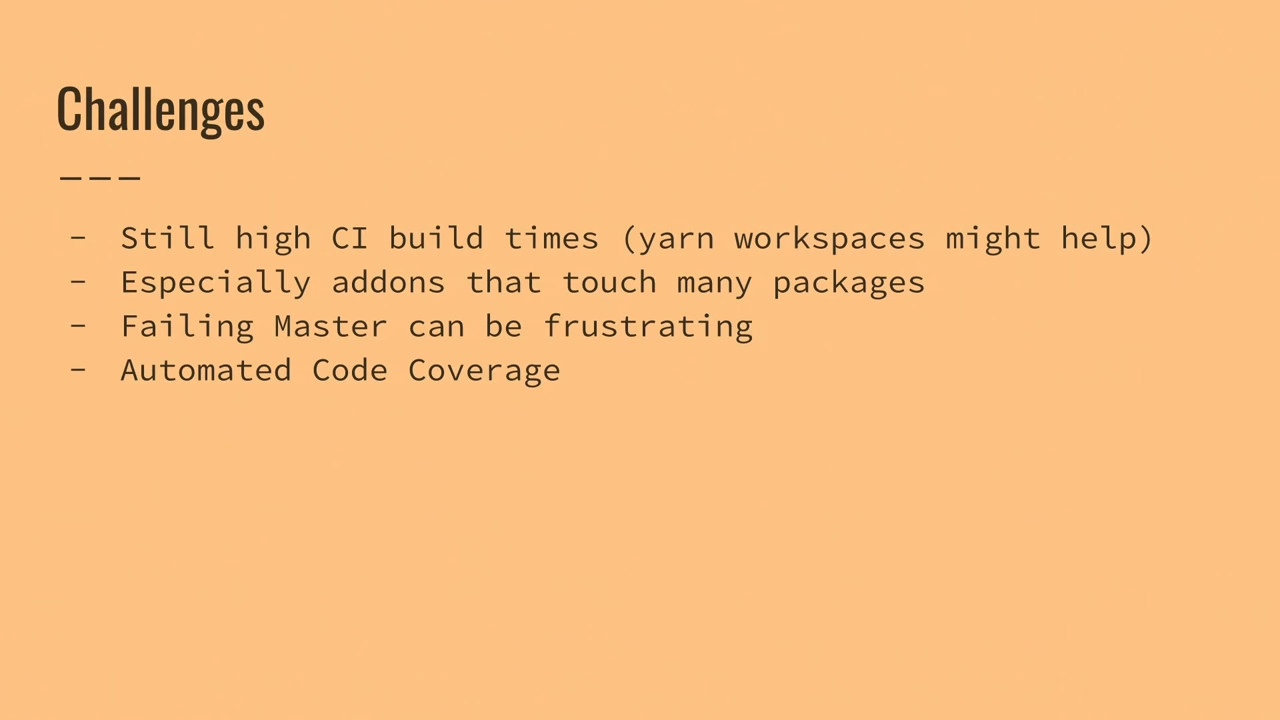 Challenges
– Still high CI build times (yarn workspaces might help)
– Especially addons that touch many packages
– Failing Master can be frustrating
– Automated Code Coverage